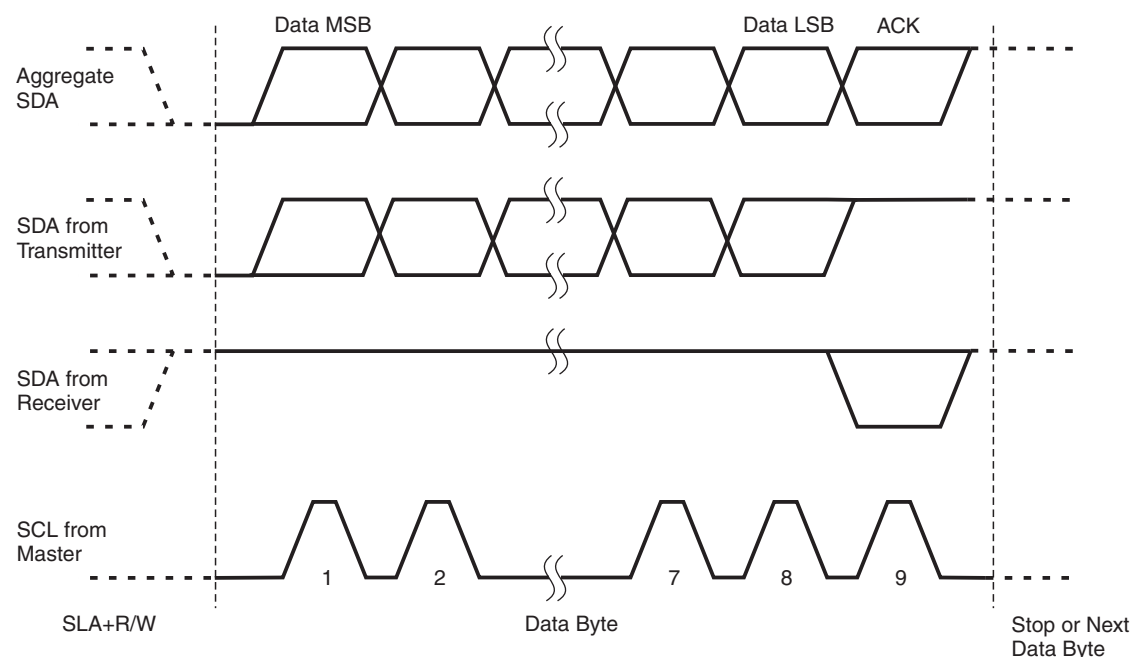 Data MSB
Data LSB
ACK
Aggregate
SDA
SDA from
Transmitter
SDA from
Receiver
SCL from
Master
1
2
7
8
9
SLA+R/W
Data Byte
Stop or Next
Data Byte